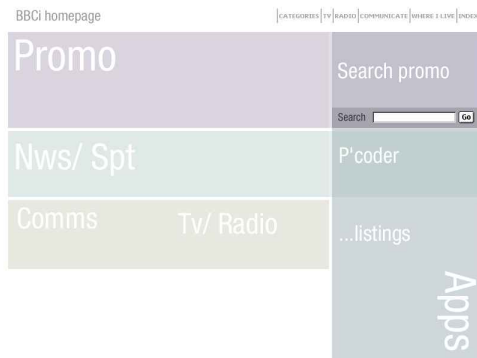 BBCi homepage
CATEGORIES TV RADIO COMMUNICATE WHERE I LIVE INDEX
Promo
Search promo
Search Go
Nws/ Spt
P'coder
Comms
Tv/ Radio
...listings
Apps